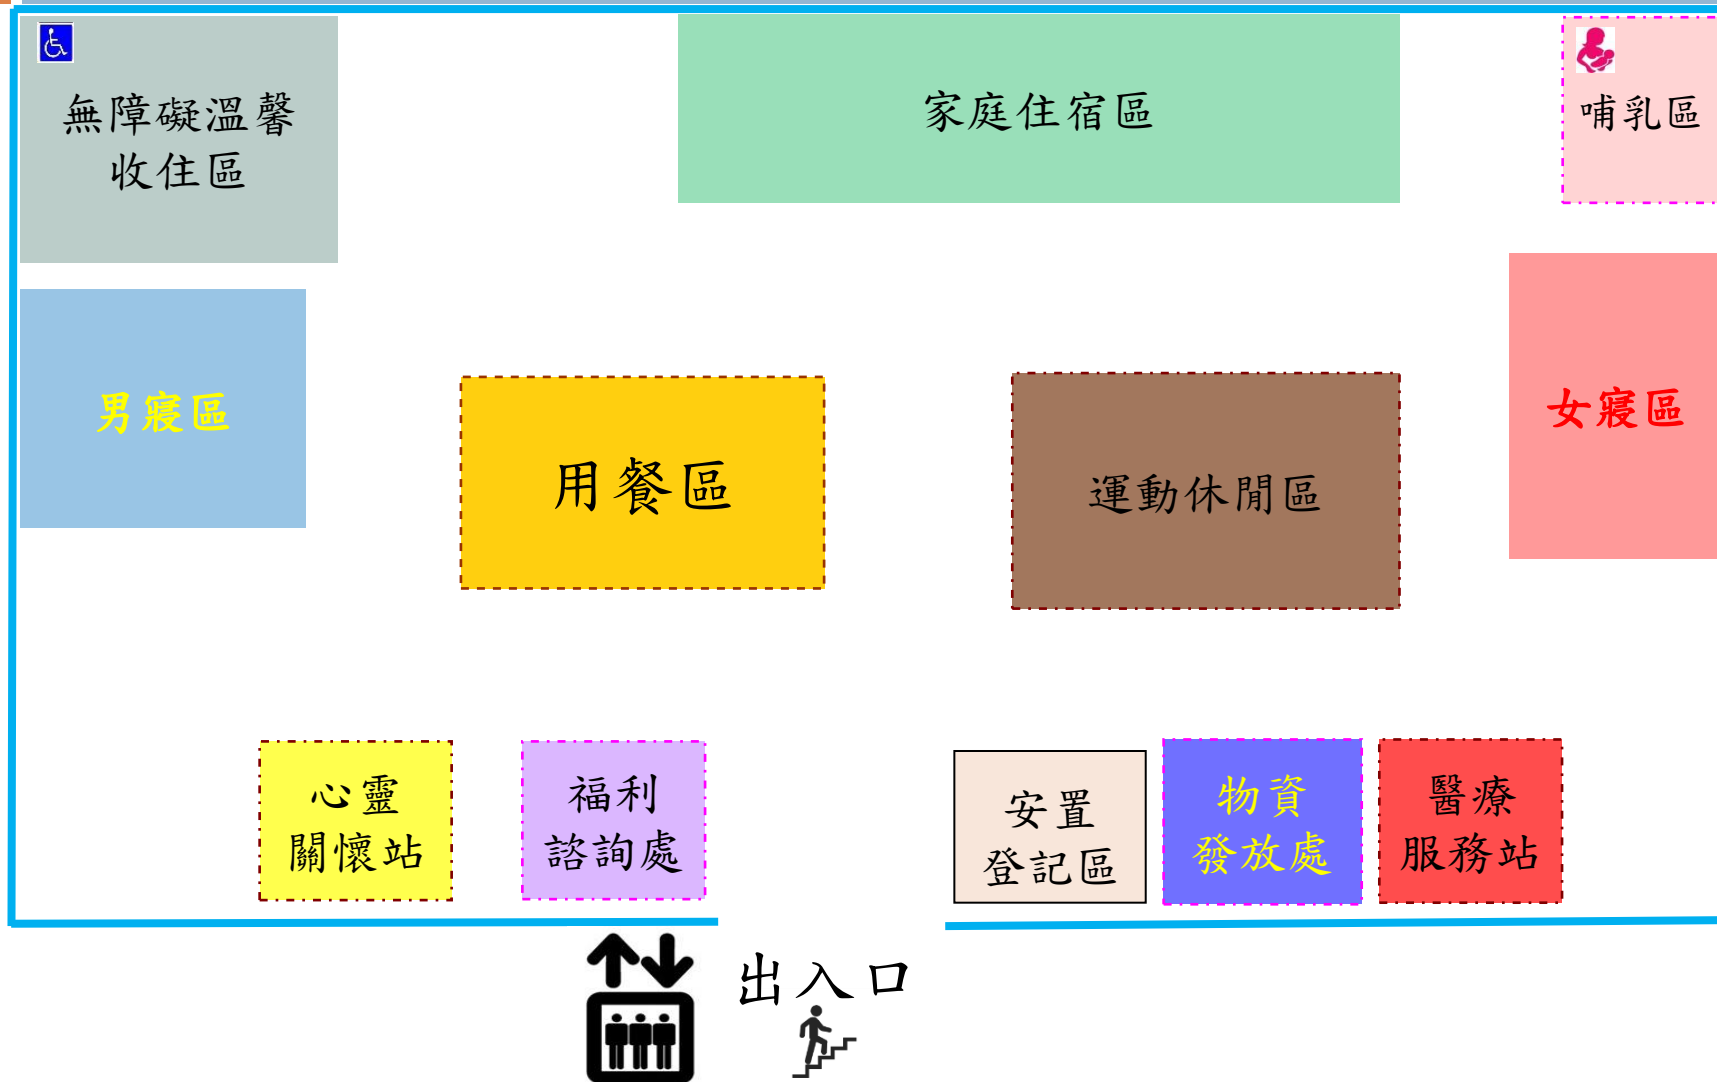 無障礙溫馨
收住區
家庭住宿區
哺乳區
男寢區
用餐區
運動休閒區
女寢區
心靈
關懷站
福利
諮詢處
安置
登記區
物資
發放處
醫療
服務站
出入口